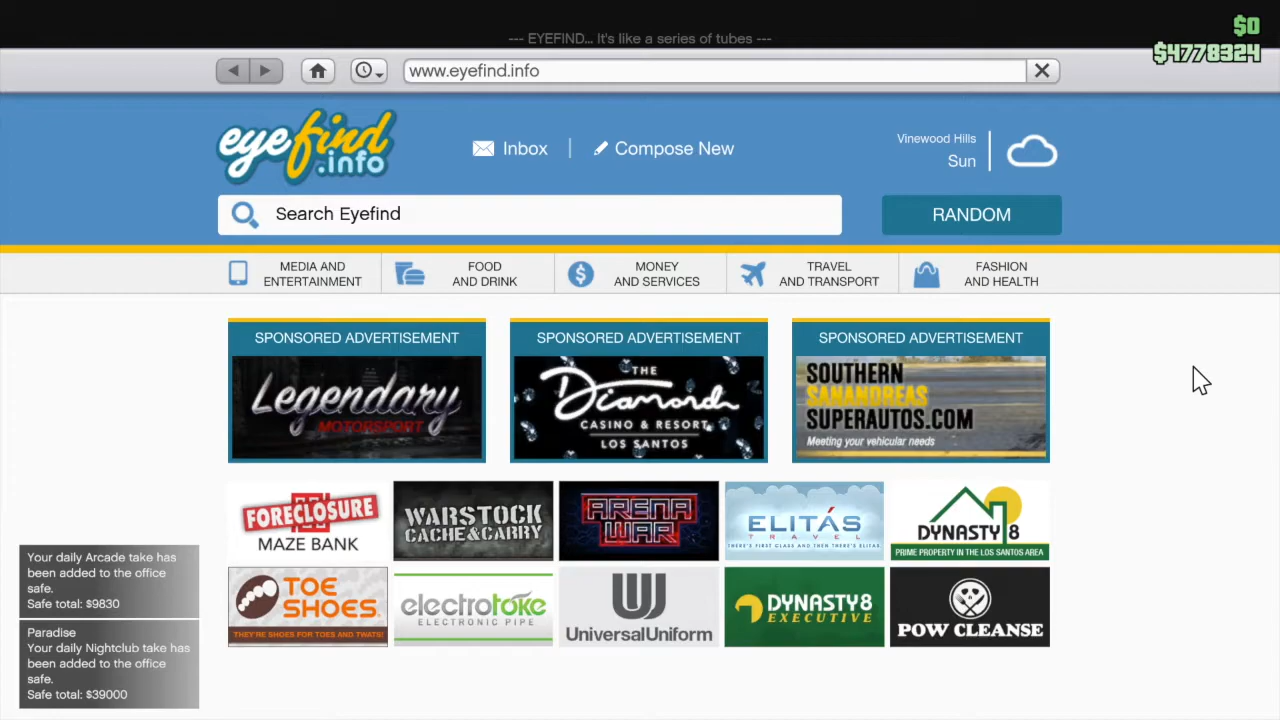 $0
--- EYEFIND... It's like a series of tubes ---
$4778324
www.eyefind.info
eyefind
.info
Inbox
Compose New
Vinewood Hills
Sun
Search Eyefind
RANDOM
MEDIA AND
ENTERTAINMENT
FOOD
AND DRINK
MONEY
AND SERVICES
TRAVEL
AND TRANSPORT
FASHION
AND HEALTH
SPONSORED ADVERTISEMENT
Legendary
MOTORSPORT
SPONSORED ADVERTISEMENT
THE
Diamond
CASINO & RESORT
LOS SANTOS
SPONSORED ADVERTISEMENT
SOUTHERN
SANANDREAS
SUPERAUTOS.COM
Meeting your vehicular needs
FORECLOSURE
MAZE BANK
WARSTOCK
CACHE&CARRY
ARENA
WAR
ELITÁS
TRAVEL
THERE'S FIRST CLASS AND THEN THERE'S ELITÁS
DYNASTY 8
PRIME PROPERTY IN THE LOS SANTOS AREA
TOE
SHOES
THEY'RE SHOES FOR TOES AND TWATS!
electrotoke
ELECTRONIC PIPE
UniversalUniform
DYNASTY 8
EXECUTIVE
POW CLEANSE
Your daily Arcade take has
been added to the office
safe.
Safe total: $9830
Paradise
Your daily Nightclub take has
been added to the office
safe.
Safe total: $39000